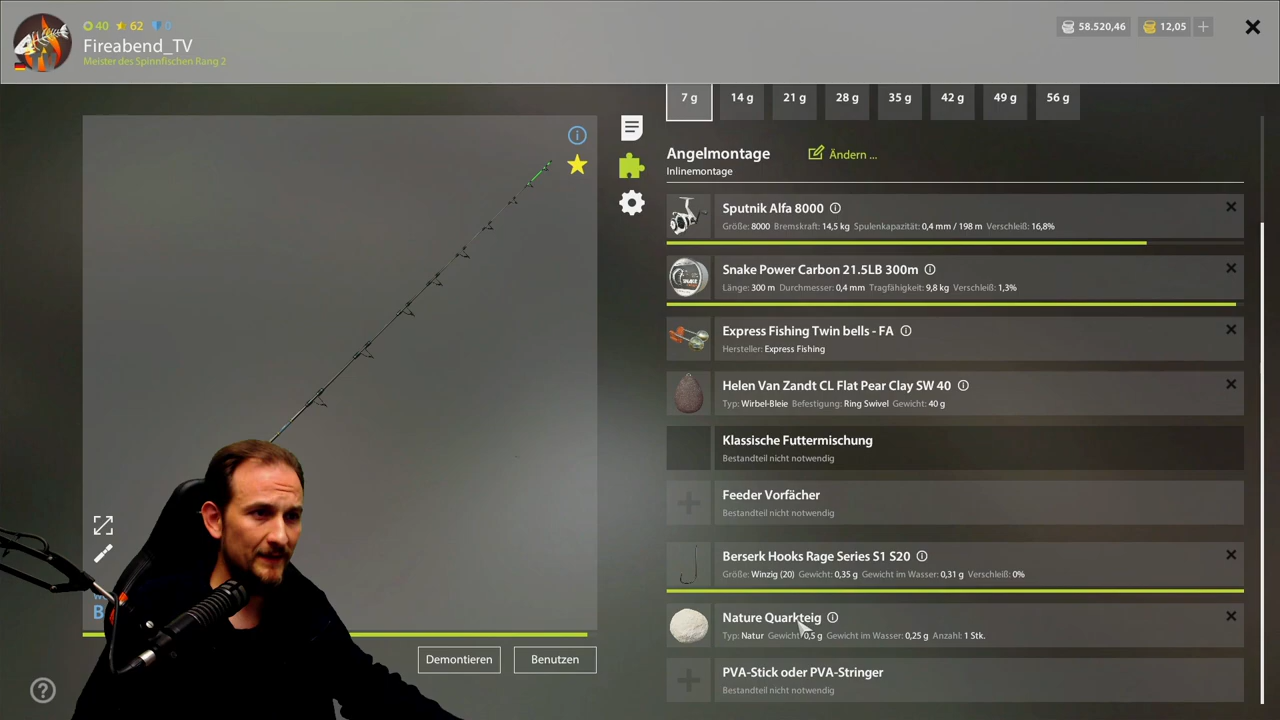 40 62 0
Fireabend_TV
Meister des Spinnfischen Rang 2
58.520,46 12,05
7 g 14 g 21 g 28 g 35 g 42 g 49 g 56 g
Angelmontage Ändern ...
Inlinemontage
Sputnik Alfa 8000
Größe: 8000 Bremskraft: 14,5 kg Spulenkapazität: 0,4 mm / 198 m Verschleiß: 16,8%
Snake Power Carbon 21.5LB 300m
Länge: 300 m Durchmesser: 0,4 mm Tragfähigkeit: 9,8 kg Verschleiß: 1,3%
Express Fishing Twin bells - FA
Hersteller: Express Fishing
Helen Van Zandt CL Flat Pear Clay SW 40
Typ: Wirbel-Bleie Befestigung: Ring Swivel Gewicht: 40 g
Klassische Futtermischung
Bestandteil nicht notwendig
Feeder Vorfächer
Bestandteil nicht notwendig
Berserk Hooks Rage Series S1 S20
Größe: Winzig (20) Gewicht: 0,35 g Gewicht im Wasser: 0,31 g Verschleiß: 0%
Nature Quarkteig
Typ: Natur Gewicht: 0,5 g Gewicht im Wasser: 0,25 g Anzahl: 1 Stk.
PVA-Stick oder PVA-Stringer
Bestandteil nicht notwendig
B
Demontieren Benutzen